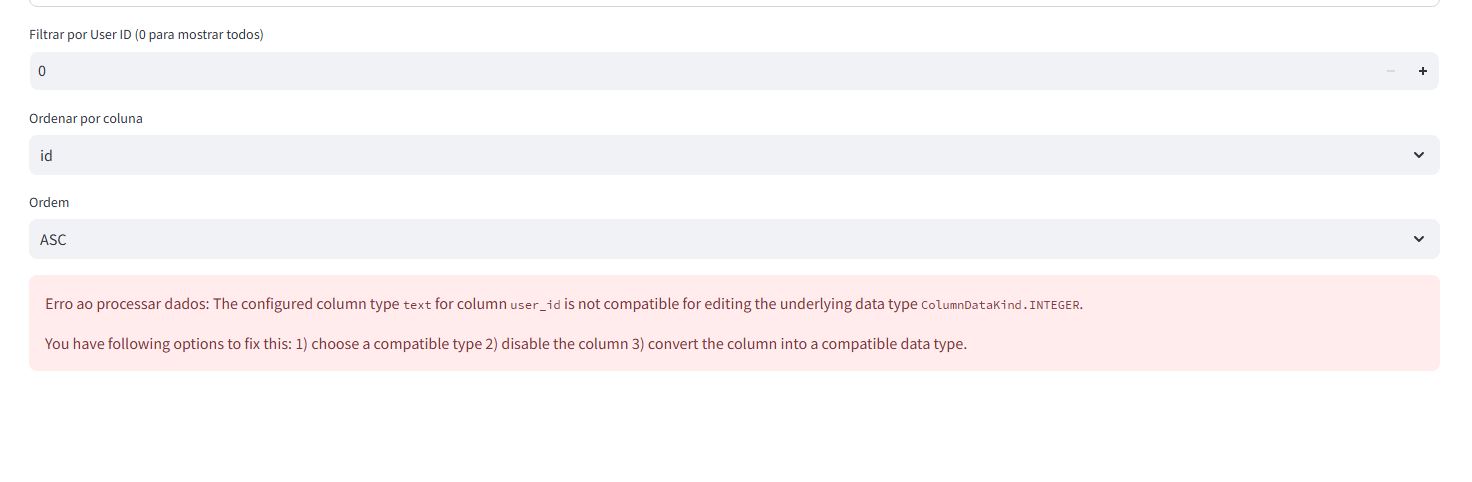 Filtrar por User ID (0 para mostrar todos)
0
Ordenar por coluna
id
Ordem
ASC
Erro ao processar dados: The configured column type text for column user_id is not compatible for editing the underlying data type ColumnDataKind.INTEGER.
You have following options to fix this: 1) choose a compatible type 2) disable the column 3) convert the column into a compatible data type.